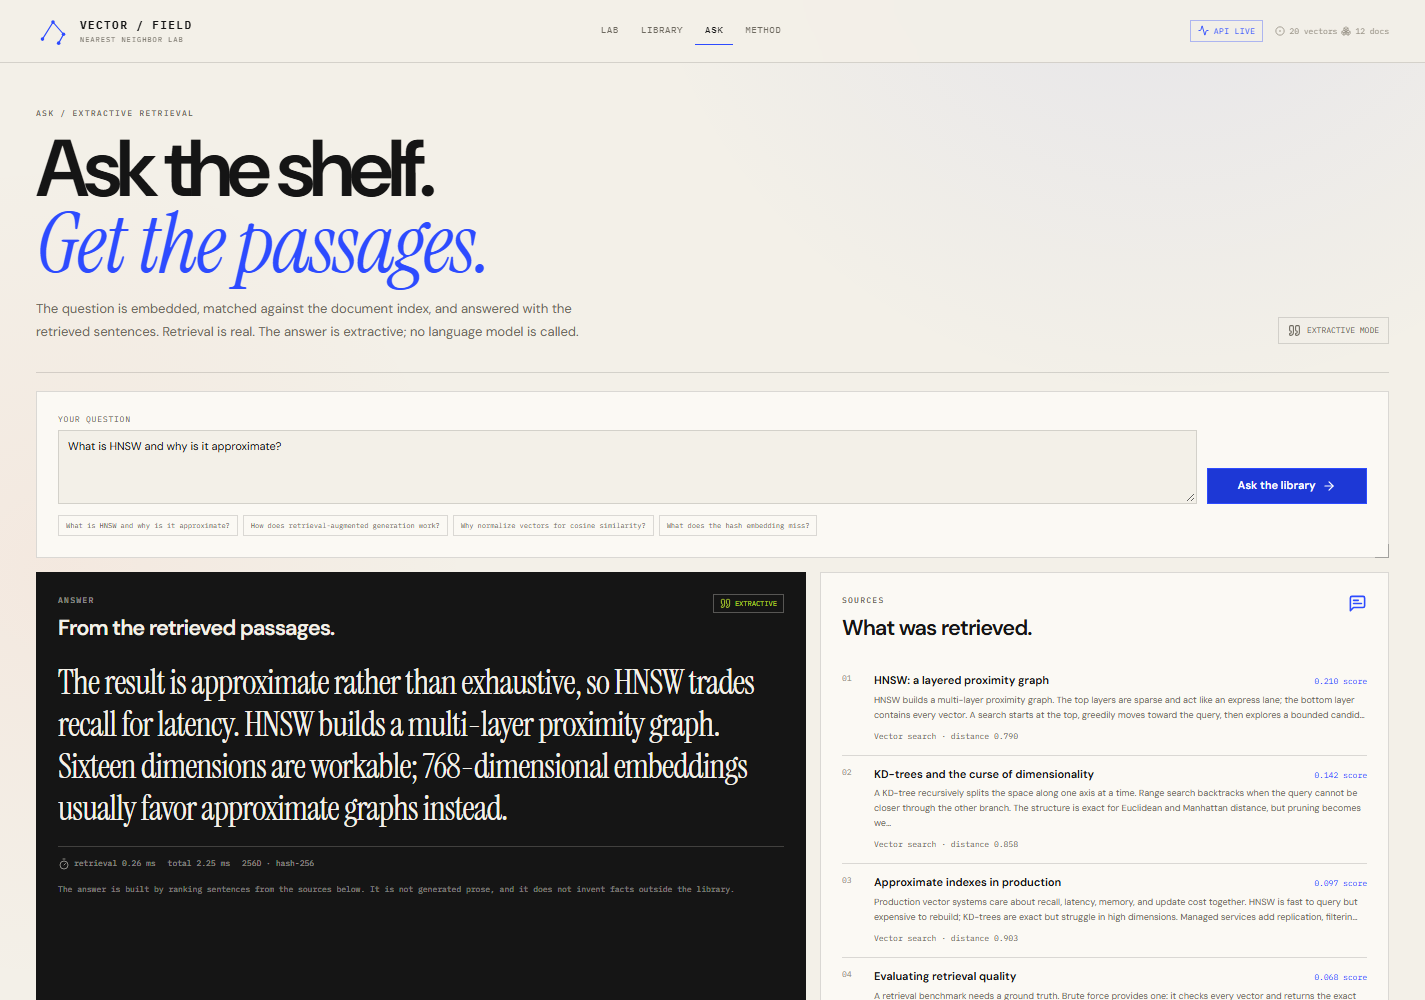 VECTOR / FIELD
NEAREST NEIGHBOR LAB
LAB LIBRARY ASK METHOD
API LIVE
20 vectors 12 docs
ASK / EXTRACTIVE RETRIEVAL
Ask the shelf.
Get the passages.
The question is embedded, matched against the document index, and answered with the
retrieved sentences. Retrieval is real. The answer is extractive; no language model is called.
EXTRACTIVE MODE
YOUR QUESTION
What is HNSW and why is it approximate?
Ask the library
What is HNSW and why is it approximate? How does retrieval-augmented generation work? Why normalize vectors for cosine similarity? What does the hash embedding miss?
ANSWER
EXTRACTIVE
From the retrieved passages.
The result is approximate rather than exhaustive, so HNSW trades
recall for latency. HNSW builds a multi-layer proximity graph.
Sixteen dimensions are workable; 768-dimensional embeddings
usually favor approximate graphs instead.
retrieval 0.26 ms total 2.25 ms 256D · hash-256
The answer is built by ranking sentences from the sources below. It is not generated prose, and it does not invent facts outside the library.
SOURCES
What was retrieved.
01 HNSW: a layered proximity graph 0.210 score
HNSW builds a multi-layer proximity graph. The top layers are sparse and act like an express lane; the bottom layer
contains every vector. A search starts at the top, greedily moves toward the query, then explores a bounded candid…
Vector search · distance 0.790
02 KD-trees and the curse of dimensionality 0.142 score
A KD-tree recursively splits the space along one axis at a time. Range search backtracks when the query cannot be
closer through the other branch. The structure is exact for Euclidean and Manhattan distance, but pruning becomes
we…
Vector search · distance 0.858
03 Approximate indexes in production 0.097 score
Production vector systems care about recall, latency, memory, and update cost together. HNSW is fast to query but
expensive to rebuild; KD-trees are exact but struggle in high dimensions. Managed services add replication, filterin…
Vector search · distance 0.903
04 Evaluating retrieval quality 0.068 score
A retrieval benchmark needs a ground truth. Brute force provides one: it checks every vector and returns the exact